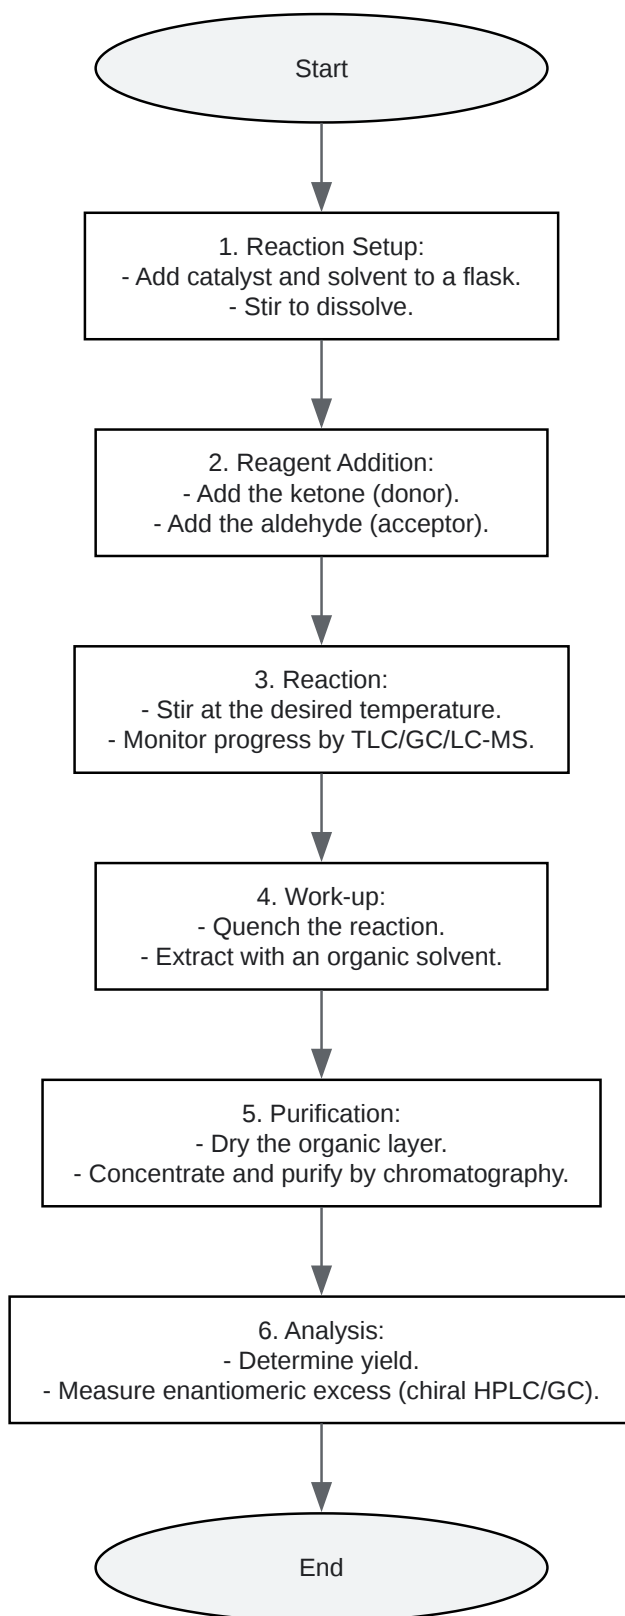 Start
1. Reaction Setup:
- Add catalyst and solvent to a flask.
- Stir to dissolve.
2. Reagent Addition:
- Add the ketone (donor).
- Add the aldehyde (acceptor).
3. Reaction:
- Stir at the desired temperature.
- Monitor progress by TLC/GC/LC-MS.
4. Work-up:
- Quench the reaction.
- Extract with an organic solvent.
5. Purification:
- Dry the organic layer.
- Concentrate and purify by chromatography.
6. Analysis:
- Determine yield.
- Measure enantiomeric excess (chiral HPLC/GC).
End